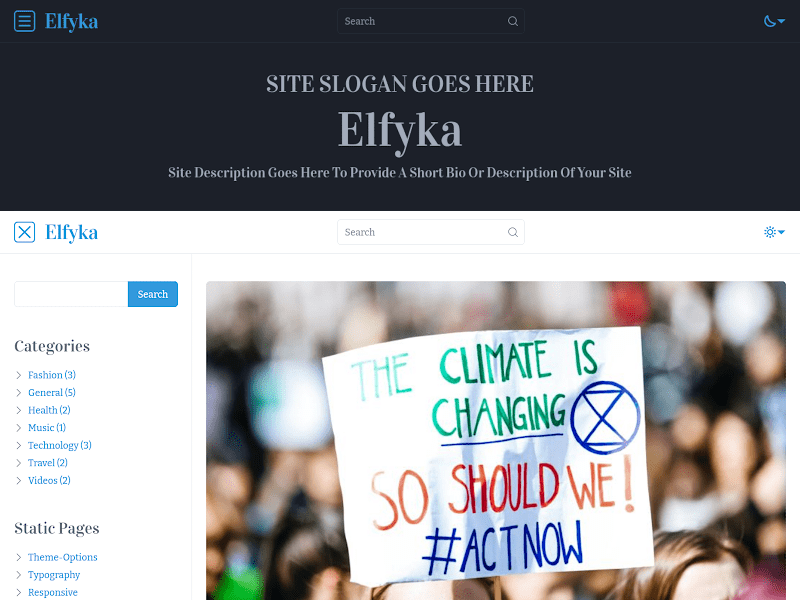 Elfyka
Search
SITE SLOGAN GOES HERE
Elfyka
Site Description Goes Here To Provide A Short Bio Or Description Of Your Site
Elfyka
Search
Search
Categories
Fashion (3)
General (5)
Health (2)
Music (1)
Technology (3)
Travel (2)
Videos (2)
Static Pages
Theme-Options
Typography
Responsive
THE CLIMATE IS
CHANGING
SO SHOULD WE!
#ACTNOW